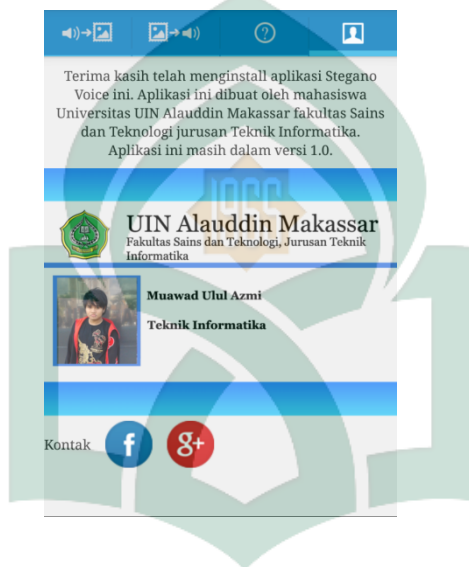 Terima kasih telah menginstall aplikasi Stegano
Voice ini. Aplikasi ini dibuat oleh mahasiswa
Universitas UIN Alauddin Makassar fakultas Sains
dan Teknologi jurusan Teknik Informatika.
Aplikasi ini masih dalam versi 1.0.
1965
UIN Alauddin Makassar
Fakultas Sains dan Teknologi, Jurusan Teknik
Informatika
Muawad Ulul Azmi
Teknik Informatika
Kontak f g+